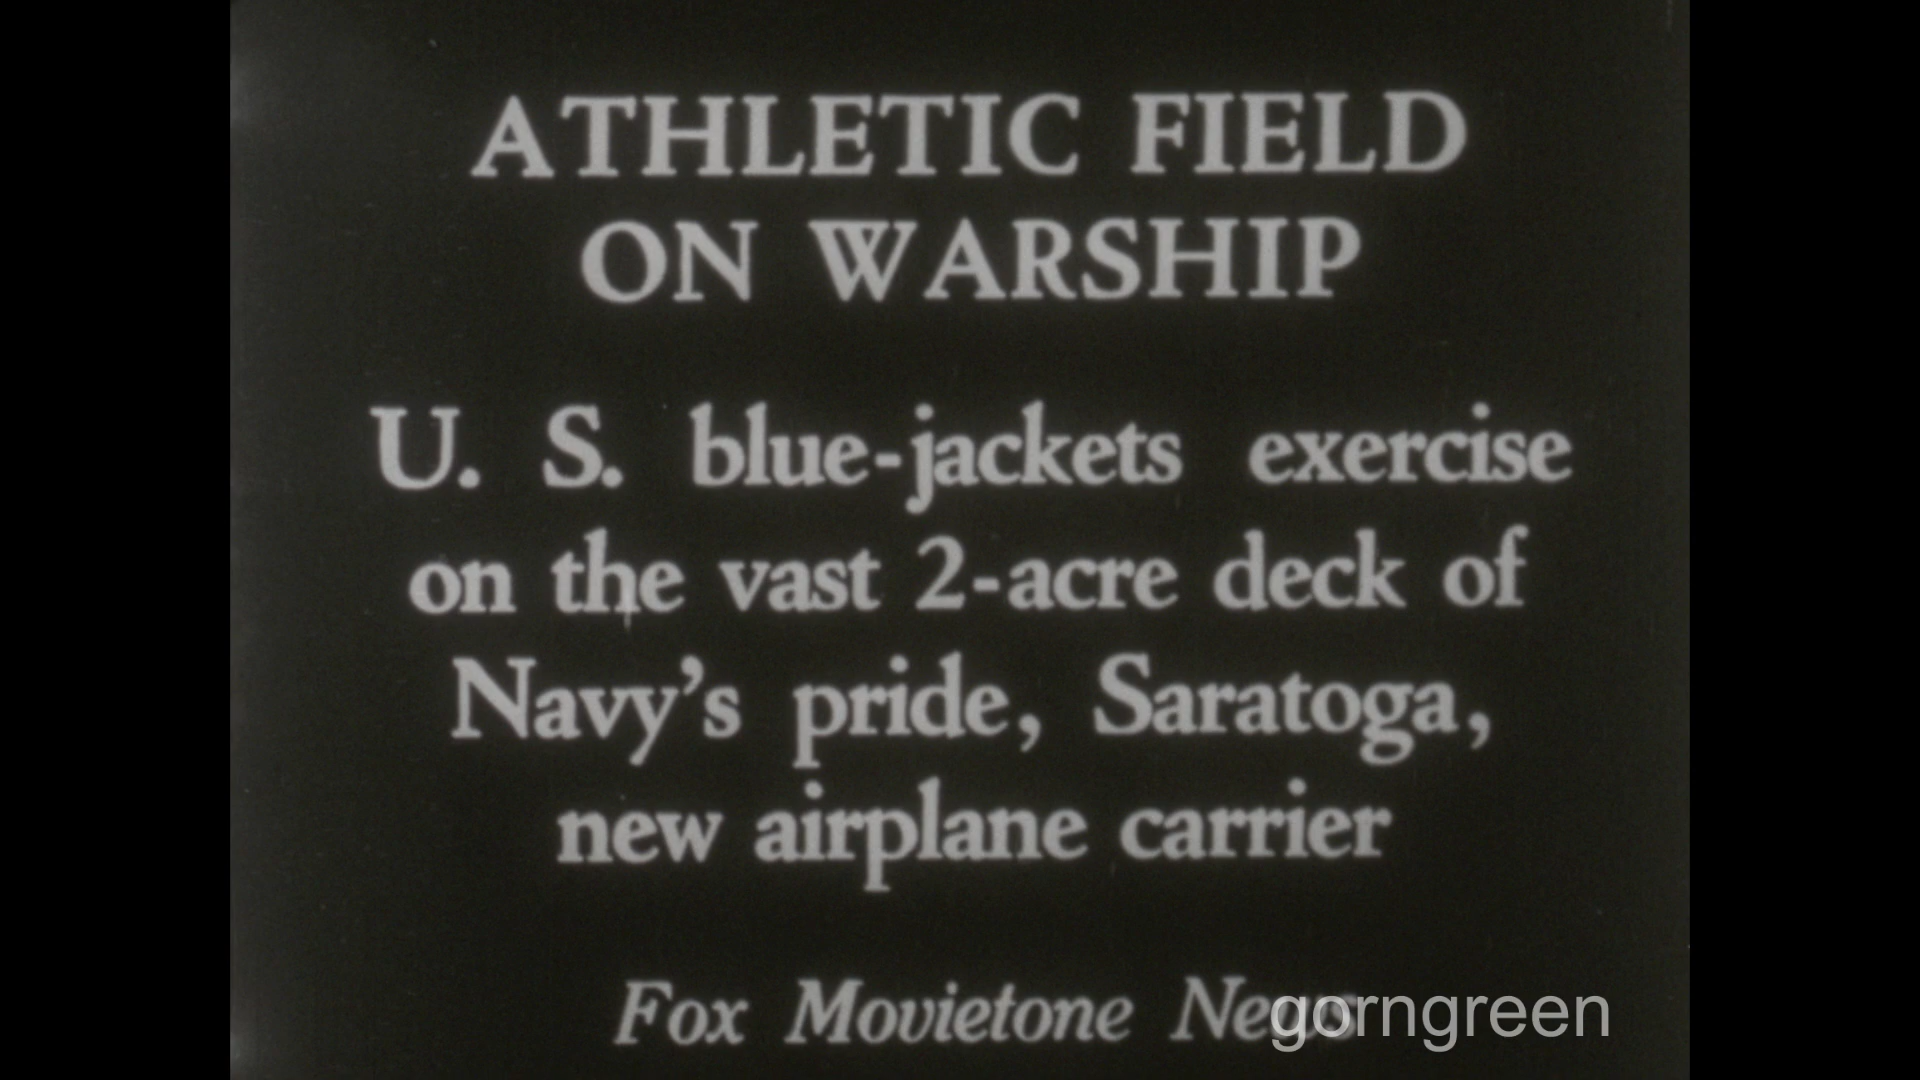 ATHLETIC FIELD
ON WARSHIP
U. S. blue-jackets exercise
on the vast 2-acre deck of
Navy's pride, Saratoga,
new airplane carrier
Fox Movietone News
gorngreen